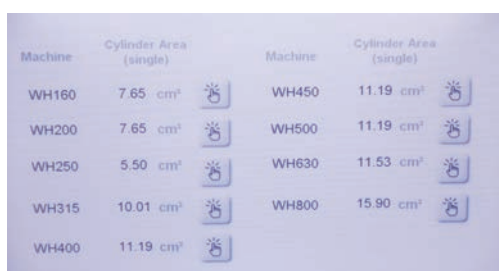 Machine Cylinder Area (single) Machine Cylinder Area (single)
WH160 7.65 cm² WH450 11.19 cm²
WH200 7.65 cm² WH500 11.19 cm²
WH250 5.50 cm² WH630 11.53 cm²
WH315 10.01 cm² WH800 15.90 cm²
WH400 11.19 cm²